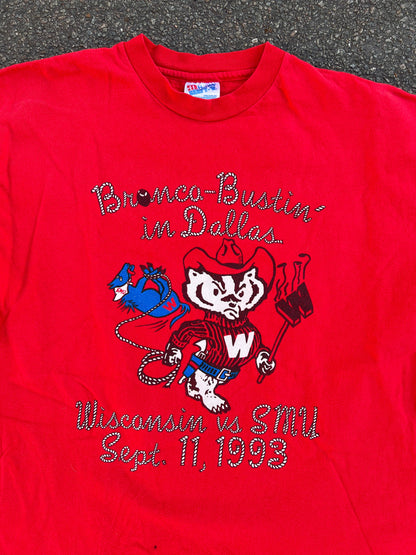 Bronco-Bustin'
in Dallas
W
W
Wisconsin vs SMU
Sept. 11, 1993